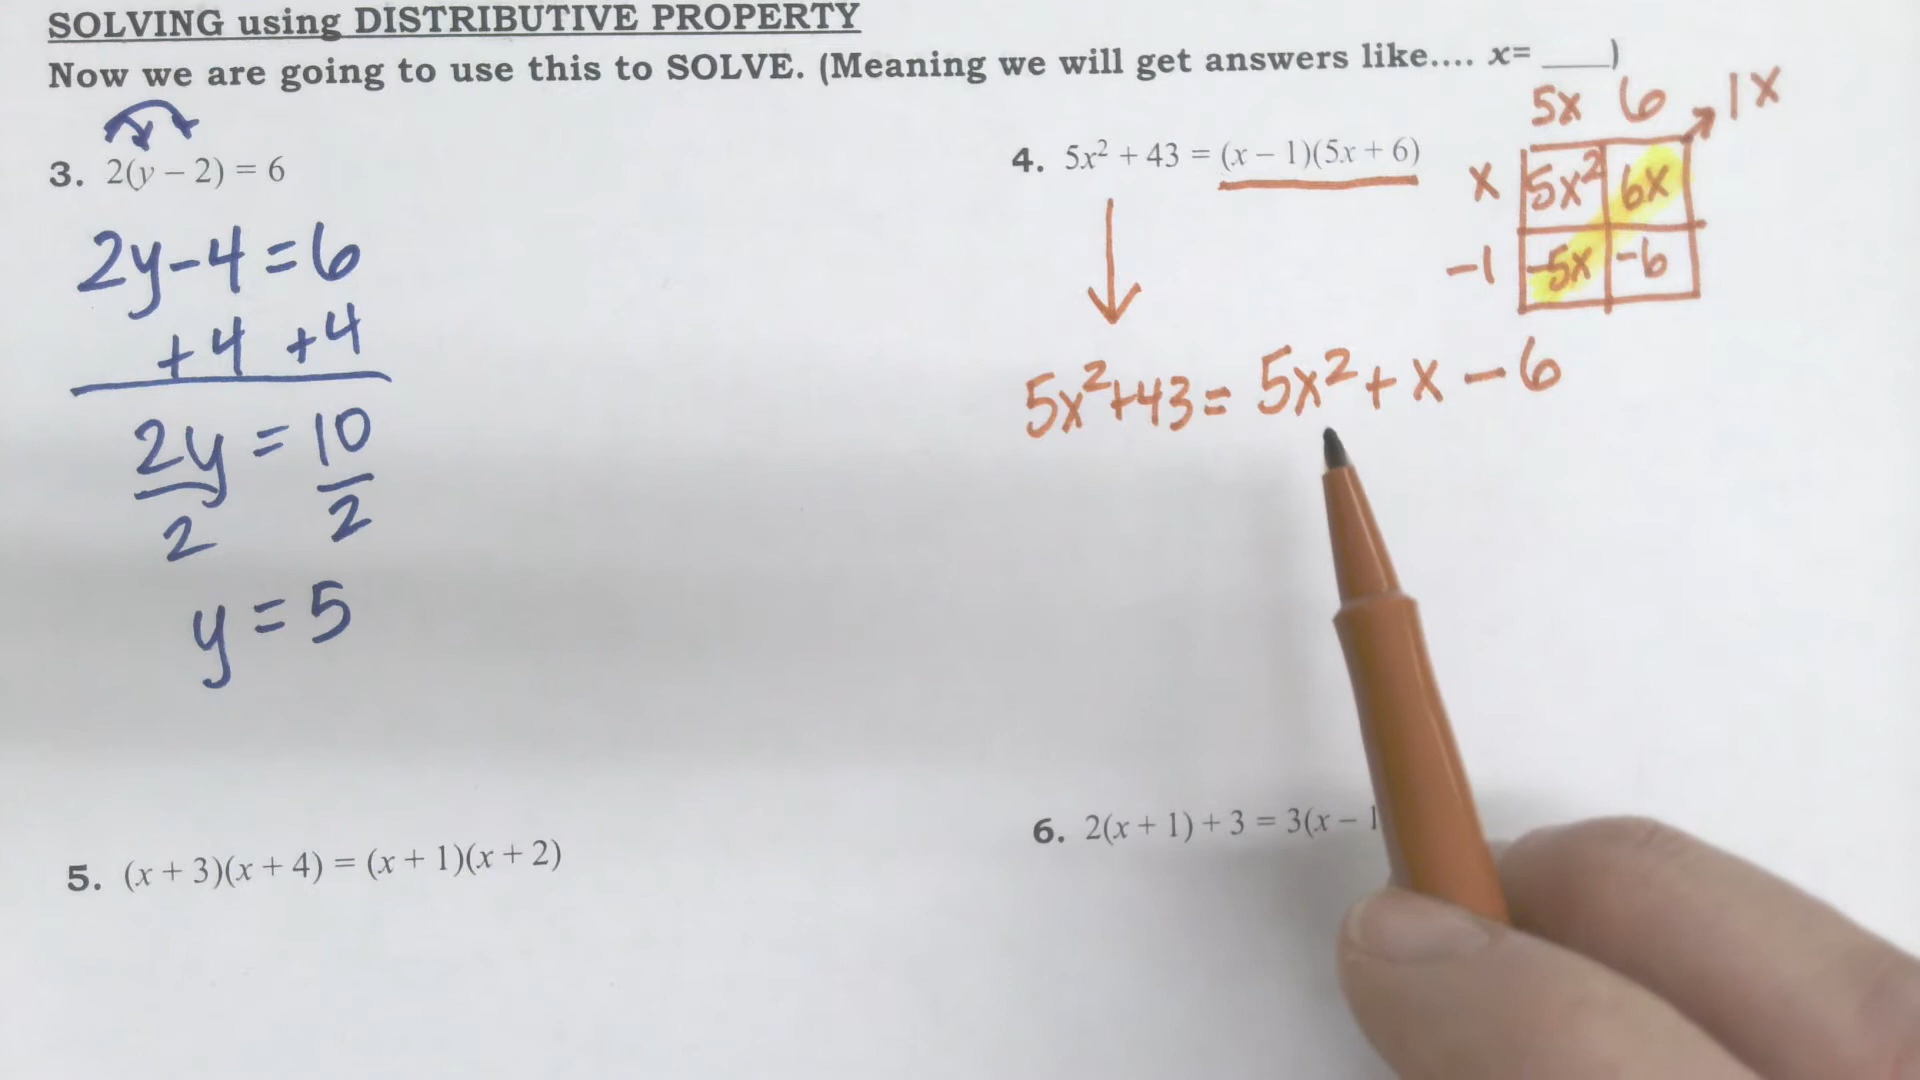 SOLVING using DISTRIBUTIVE PROPERTY
Now we are going to use this to SOLVE. (Meaning we will get answers like.... x= ____)
3. 2(y – 2) = 6
2y-4=6
+4 +4
2y = 10
2 2
y = 5
4. 5x² + 43 = (x – 1)(5x + 6)
5x 6 1x
x 5x² 6x
-1 -5x -6
5x²+43= 5x²+x-6
5. (x + 3)(x + 4) = (x + 1)(x + 2)
6. 2(x + 1) + 3 = 3(x – 1